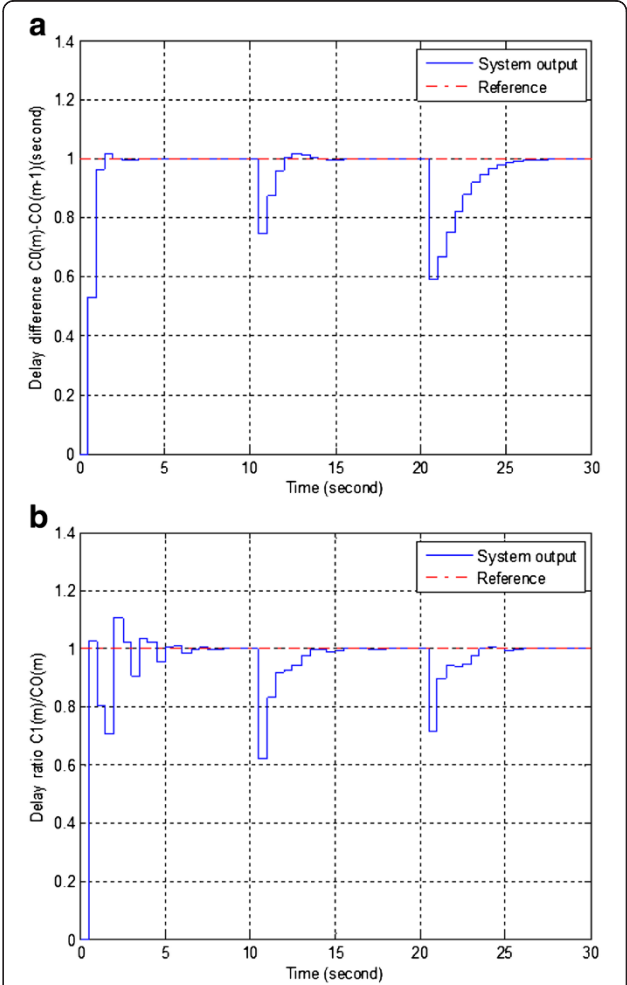 a
1.4
1.2
1
0.8
0.6
0.4
0.2
0
Delay difference C0(m)-CO(m-1)(second)
System output
Reference
0 5 10 15 20 25 30
Time (second)
b
1.4
1.2
1
0.8
0.6
0.4
0.2
0
Delay ratio C1(m)/CO(m)
System output
Reference
0 5 10 15 20 25 30
Time (second)